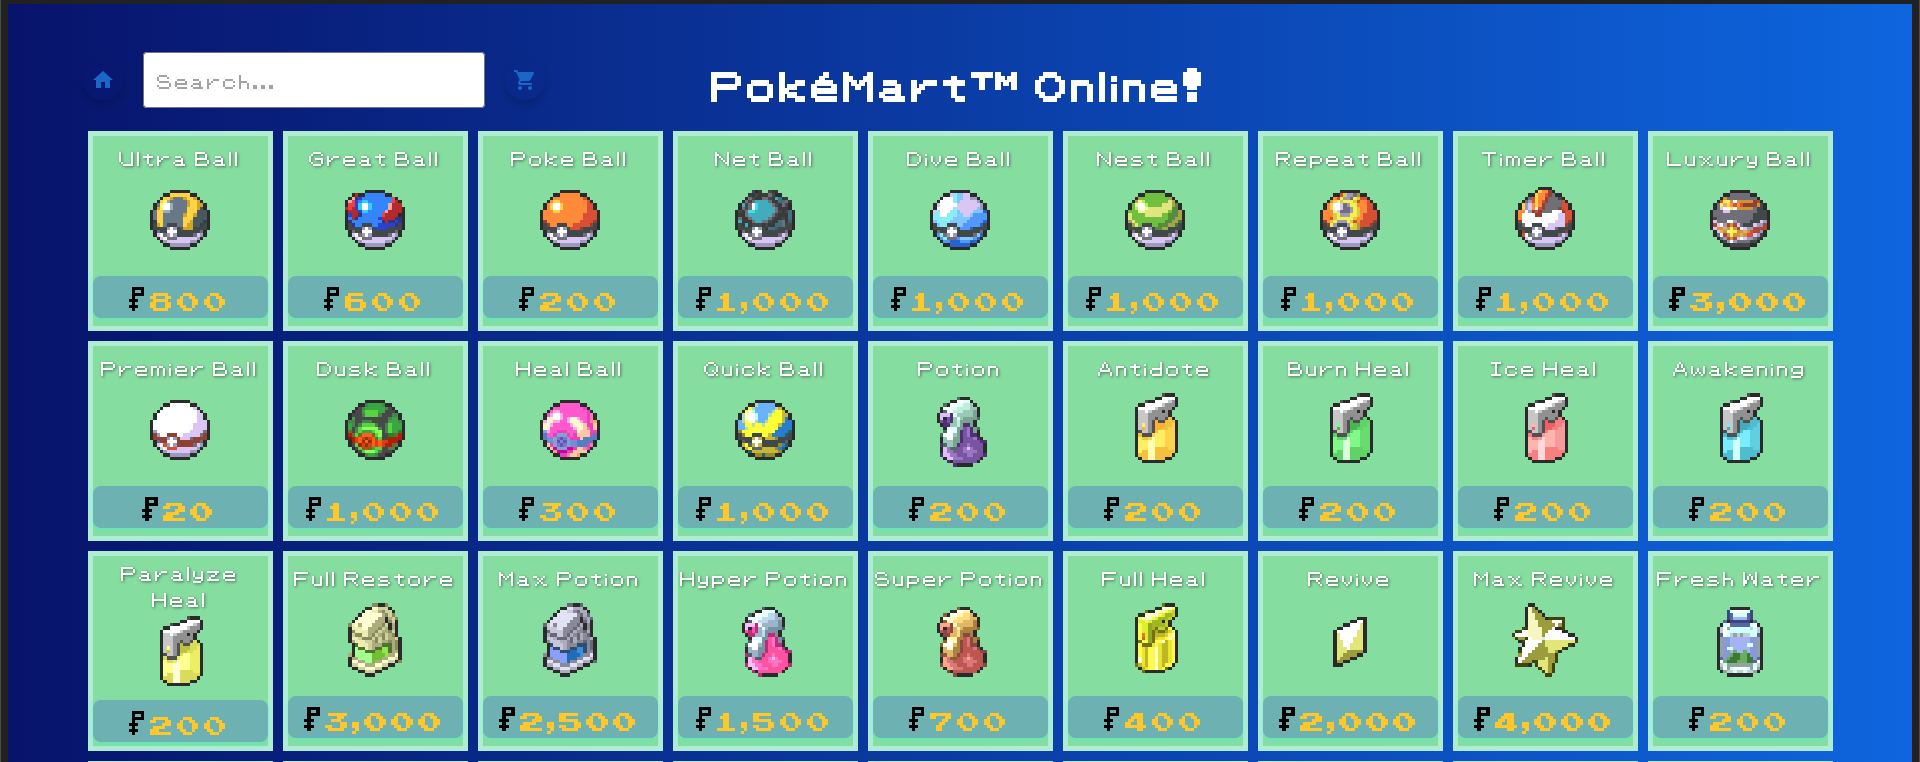 Search...
PokéMart™ Online!
Ultra Ball
₽800
Great Ball
₽600
Poke Ball
₽200
Net Ball
₽1,000
Dive Ball
₽1,000
Nest Ball
₽1,000
Repeat Ball
₽1,000
Timer Ball
₽1,000
Luxury Ball
₽3,000
Premier Ball
₽20
Dusk Ball
₽1,000
Heal Ball
₽300
Quick Ball
₽1,000
Potion
₽200
Antidote
₽200
Burn Heal
₽200
Ice Heal
₽200
Awakening
₽200
Paralyze
Heal
₽200
Full Restore
₽3,000
Max Potion
₽2,500
Hyper Potion
₽1,500
Super Potion
₽700
Full Heal
₽400
Revive
₽2,000
Max Revive
₽4,000
Fresh Water
₽200